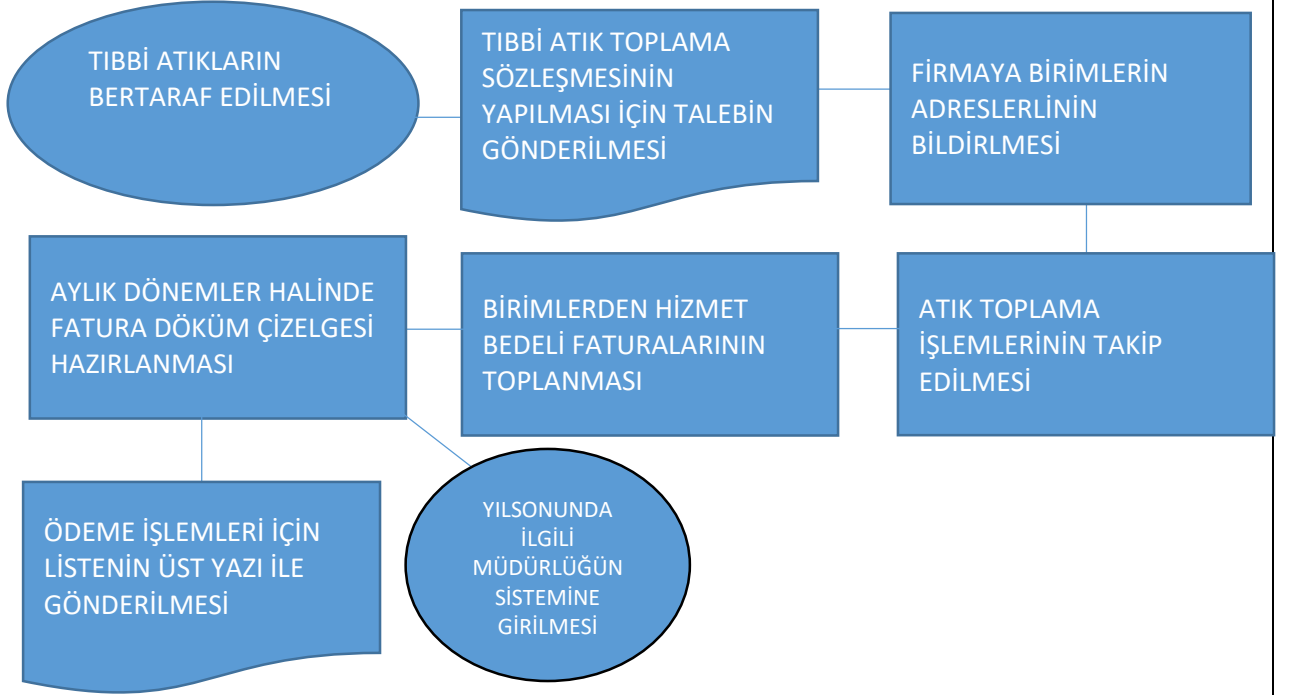 TIBBİ ATIKLARIN
BERTARAF EDİLMESİ
TIBBİ ATIK TOPLAMA
SÖZLEŞMESİNİN
YAPILMASI İÇİN TALEBİN
GÖNDERİLMESİ
FİRMAYA BİRİMLERİN
ADRESLERLİNİN
BİLDİRLMESİ
ATIK TOPLAMA
İŞLEMLERİNİN TAKİP
EDİLMESİ
BİRİMLERDEN HİZMET
BEDELİ FATURALARININ
TOPLANMASI
AYLIK DÖNEMLER HALİNDE
FATURA DÖKÜM ÇİZELGESİ
HAZIRLANMASI
ÖDEME İŞLEMLERİ İÇİN
LİSTENİN ÜST YAZI İLE
GÖNDERİLMESİ
YILSONUNDA
İLGİLİ
MÜDÜRLÜĞÜN
SİSTEMİNE
GİRİLMESİ